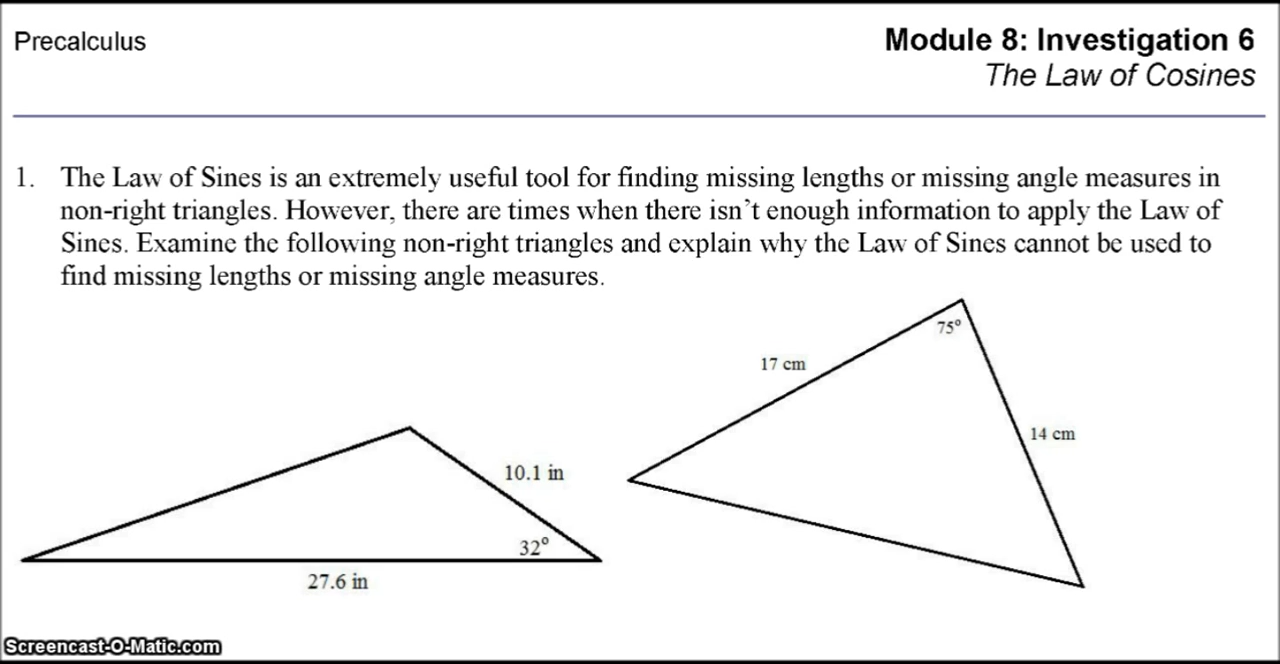 Precalculus
Module 8: Investigation 6
The Law of Cosines
1. The Law of Sines is an extremely useful tool for finding missing lengths or missing angle measures in
non-right triangles. However, there are times when there isn't enough information to apply the Law of
Sines. Examine the following non-right triangles and explain why the Law of Sines cannot be used to
find missing lengths or missing angle measures.
75°
17 cm
14 cm
10.1 in
32°
27.6 in
Screencast-O-Matic.com